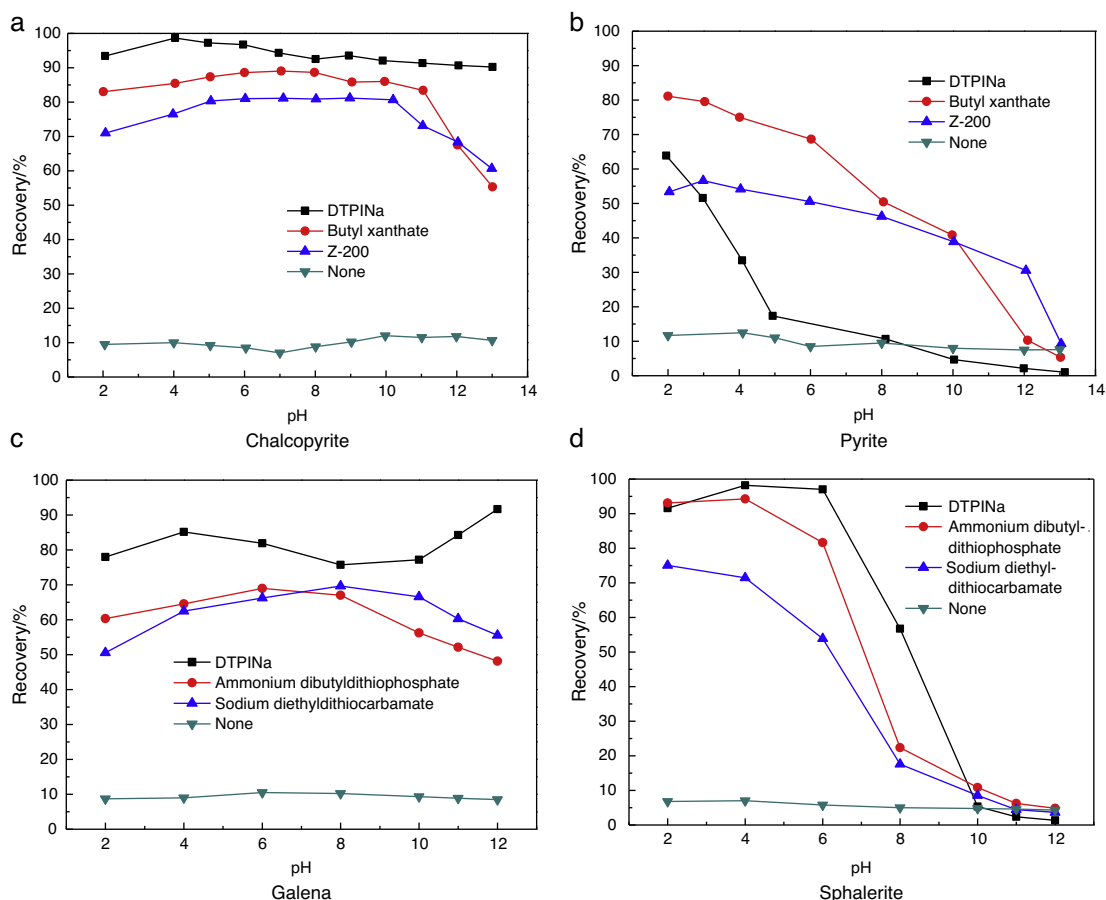 a
100
90
80
70
60
50
40
30
20
10
0
Recovery/%
DTPINa
Butyl xanthate
Z-200
None
2 4 6 8 10 12 14
pH
Chalcopyrite
b
100
90
80
70
60
50
40
30
20
10
0
Recovery/%
DTPINa
Butyl xanthate
Z-200
None
2 4 6 8 10 12 14
pH
Pyrite
c
100
90
80
70
60
50
40
30
20
10
0
Recovery/%
DTPINa
Ammonium dibutyldithiophosphate
Sodium diethyldithiocarbamate
None
2 4 6 8 10 12
pH
Galena
d
100
90
80
70
60
50
40
30
20
10
0
Recovery/%
DTPINa
Ammonium dibutyl-
dithiophosphate
Sodium diethyl-
dithiocarbamate
None
2 4 6 8 10 12
pH
Sphalerite